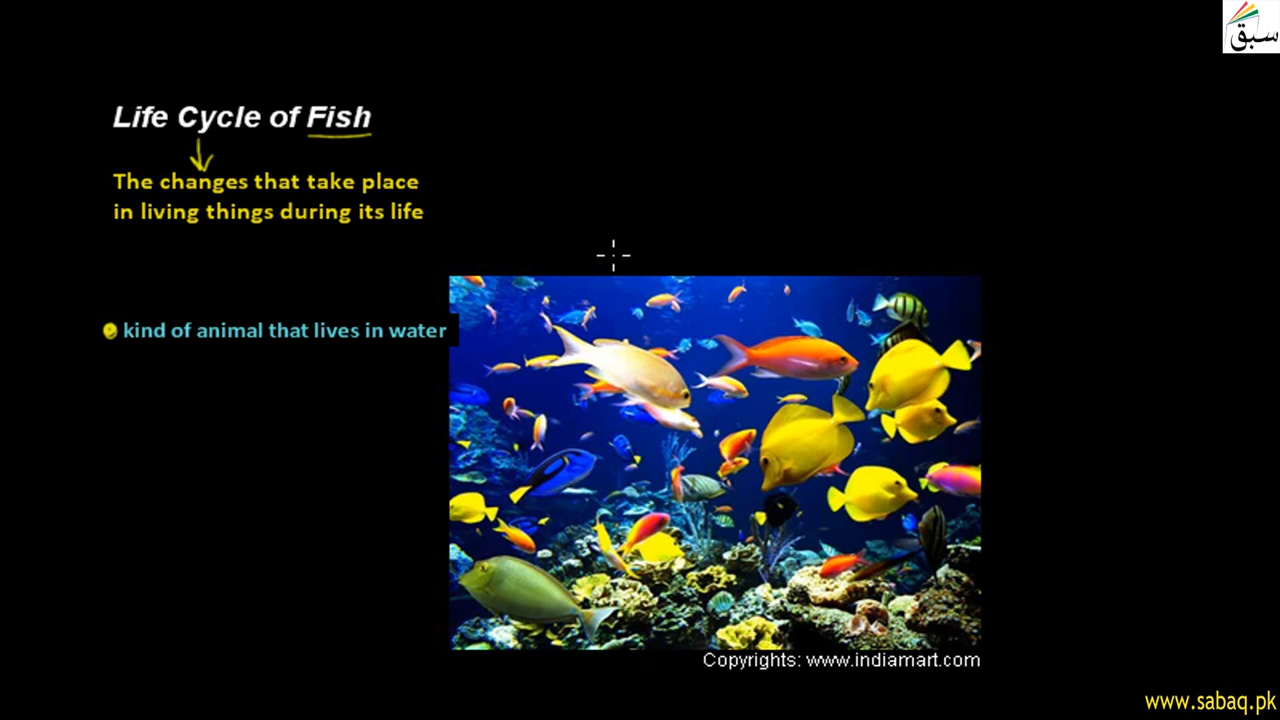 سبق
Life Cycle of Fish
The changes that take place
in living things during its life
kind of animal that lives in water
Copyrights: www.indiamart.com
www.sabaq.pk